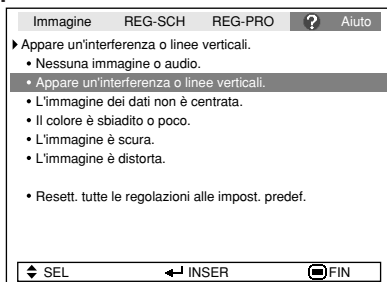 Immagine REG-SCH REG-PRO ? Aiuto
Appare un'interferenza o linee verticali.
• Nessuna immagine o audio.
• Appare un'interferenza o linee verticali.
• L'immagine dei dati non è centrata.
• Il colore è sbiadito o poco.
• L'immagine è scura.
• L'immagine è distorta.
• Resett. tutte le regolazioni alle impost. predef.
SEL INSER FIN